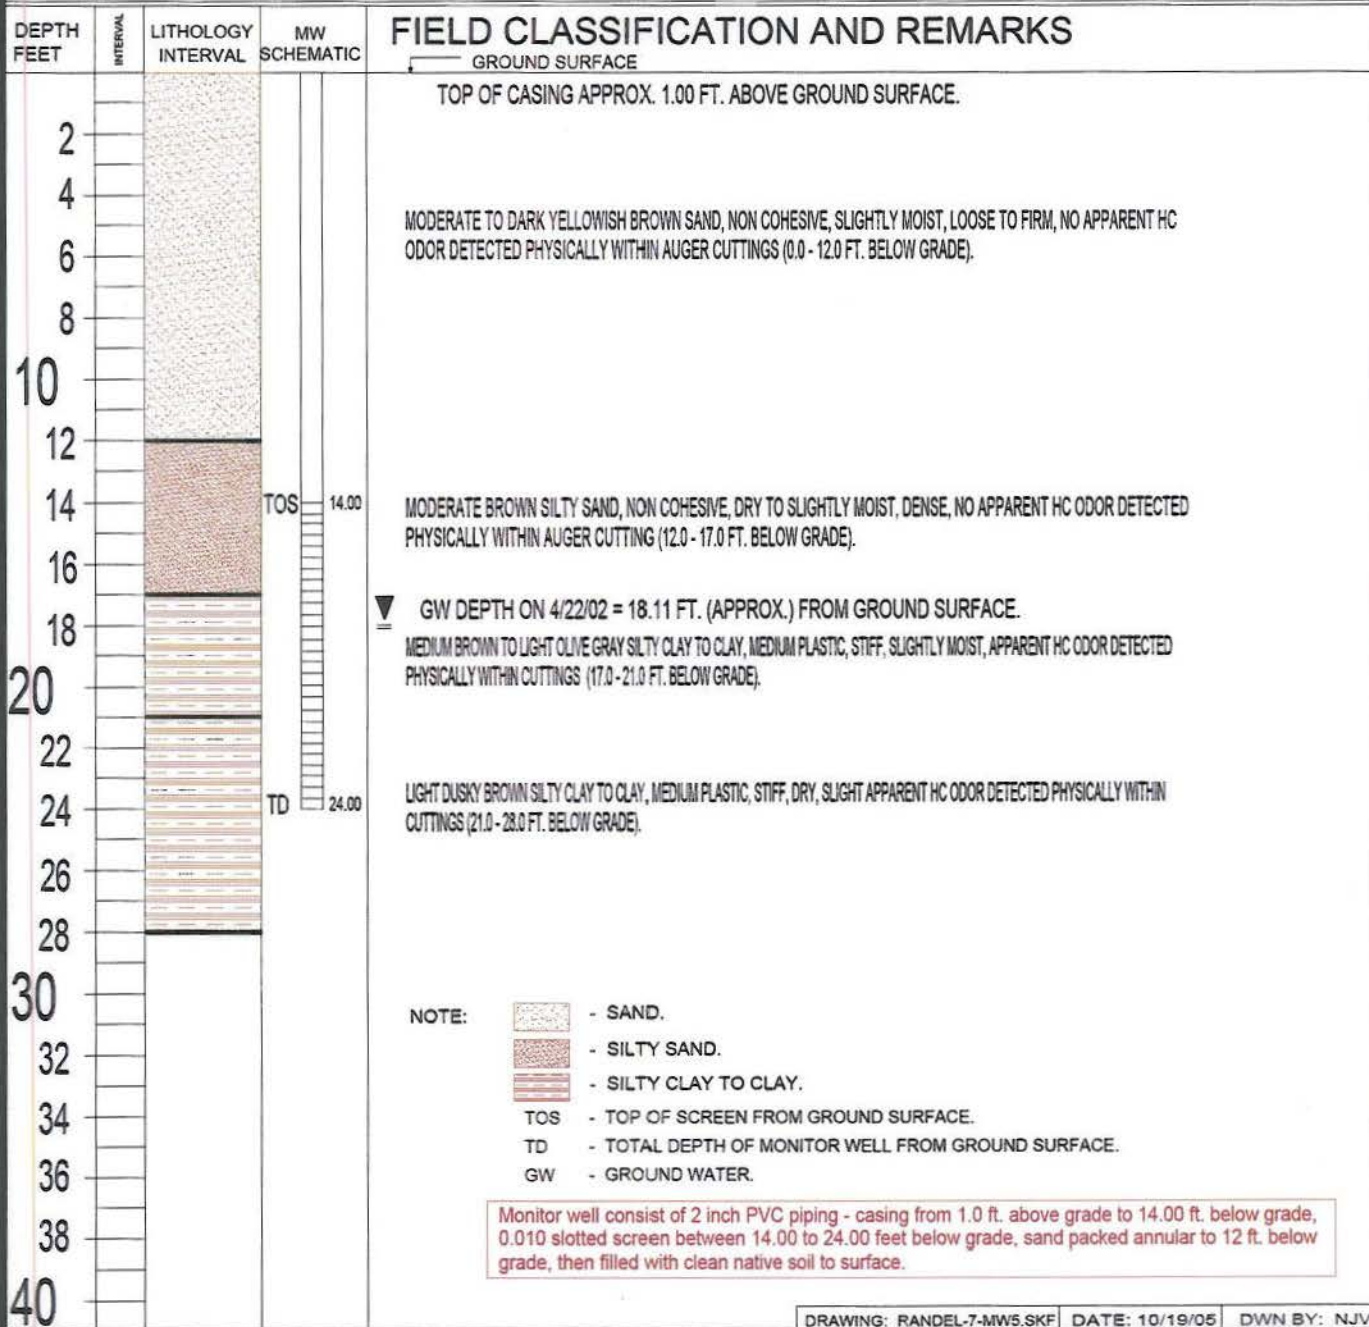 DEPTH FEET
INTERVAL
LITHOLOGY INTERVAL
MW SCHEMATIC
FIELD CLASSIFICATION AND REMARKS
GROUND SURFACE
TOP OF CASING APPROX. 1.00 FT. ABOVE GROUND SURFACE.
2
4
MODERATE TO DARK YELLOWISH BROWN SAND, NON COHESIVE, SLIGHTLY MOIST, LOOSE TO FIRM, NO APPARENT HC
ODOR DETECTED PHYSICALLY WITHIN AUGER CUTTINGS (0.0 - 12.0 FT. BELOW GRADE).
6
8
10
12
14
TOS
14.00
MODERATE BROWN SILTY SAND, NON COHESIVE, DRY TO SLIGHTLY MOIST, DENSE, NO APPARENT HC ODOR DETECTED
PHYSICALLY WITHIN AUGER CUTTING (12.0 - 17.0 FT. BELOW GRADE).
16
GW DEPTH ON 4/22/02 = 18.11 FT. (APPROX.) FROM GROUND SURFACE.
18
MEDIUM BROWN TO LIGHT OLIVE GRAY SILTY CLAY TO CLAY, MEDIUM PLASTIC, STIFF, SLIGHTLY MOIST, APPARENT HC ODOR DETECTED
PHYSICALLY WITHIN CUTTINGS (17.0 - 21.0 FT. BELOW GRADE).
20
22
24
TD
24.00
LIGHT DUSKY BROWN SILTY CLAY TO CLAY, MEDIUM PLASTIC, STIFF, DRY, SLIGHT APPARENT HC ODOR DETECTED PHYSICALLY WITHIN
CUTTINGS (21.0 - 28.0 FT. BELOW GRADE).
26
28
30
NOTE:
- SAND.
32
- SILTY SAND.
- SILTY CLAY TO CLAY.
34
TOS - TOP OF SCREEN FROM GROUND SURFACE.
TD - TOTAL DEPTH OF MONITOR WELL FROM GROUND SURFACE.
36
GW - GROUND WATER.
38
Monitor well consist of 2 inch PVC piping - casing from 1.0 ft. above grade to 14.00 ft. below grade,
0.010 slotted screen between 14.00 to 24.00 feet below grade, sand packed annular to 12 ft. below
grade, then filled with clean native soil to surface.
40
DRAWING: RANDEL-7-MW5.SKF DATE: 10/19/05 DWN BY: NJV